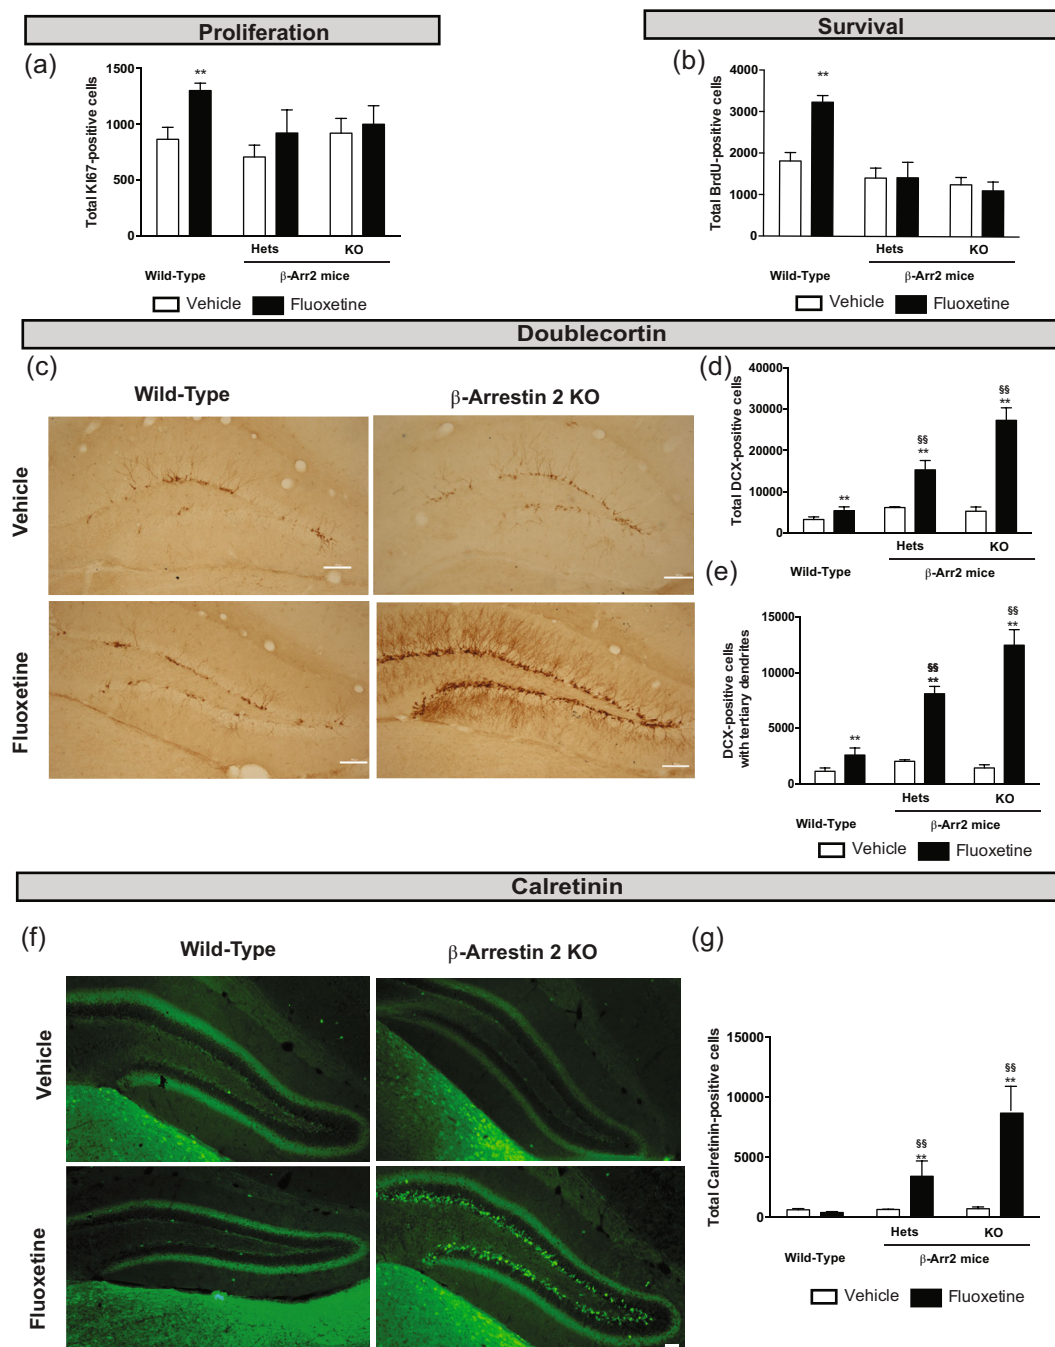 Proliferation
Survival
(a)
Total KI67-positive cells
1500
1000
500
0
**
Hets
KO
Wild-Type
β-Arr2 mice
Vehicle
Fluoxetine
(b)
Total BrdU-positive cells
4000
3000
2000
1000
0
**
Hets
KO
Wild-Type
β-Arr2 mice
Vehicle
Fluoxetine
Doublecortin
(c)
Wild-Type
β-Arrestin 2 KO
Vehicle
Fluoxetine
(d)
Total DCX-positive cells
40000
30000
20000
10000
0
**
§§
**
§§
**
Hets
KO
Wild-Type
β-Arr2 mice
(e)
DCX-positive cells
with tertiary dendrites
15000
10000
5000
0
**
§§
**
§§
**
Hets
KO
Wild-Type
β-Arr2 mice
Vehicle
Fluoxetine
Calretinin
(f)
Wild-Type
β-Arrestin 2 KO
Vehicle
Fluoxetine
(g)
Total Calretinin-positive cells
15000
10000
5000
0
§§
**
§§
**
Hets
KO
Wild-Type
β-Arr2 mice
Vehicle
Fluoxetine